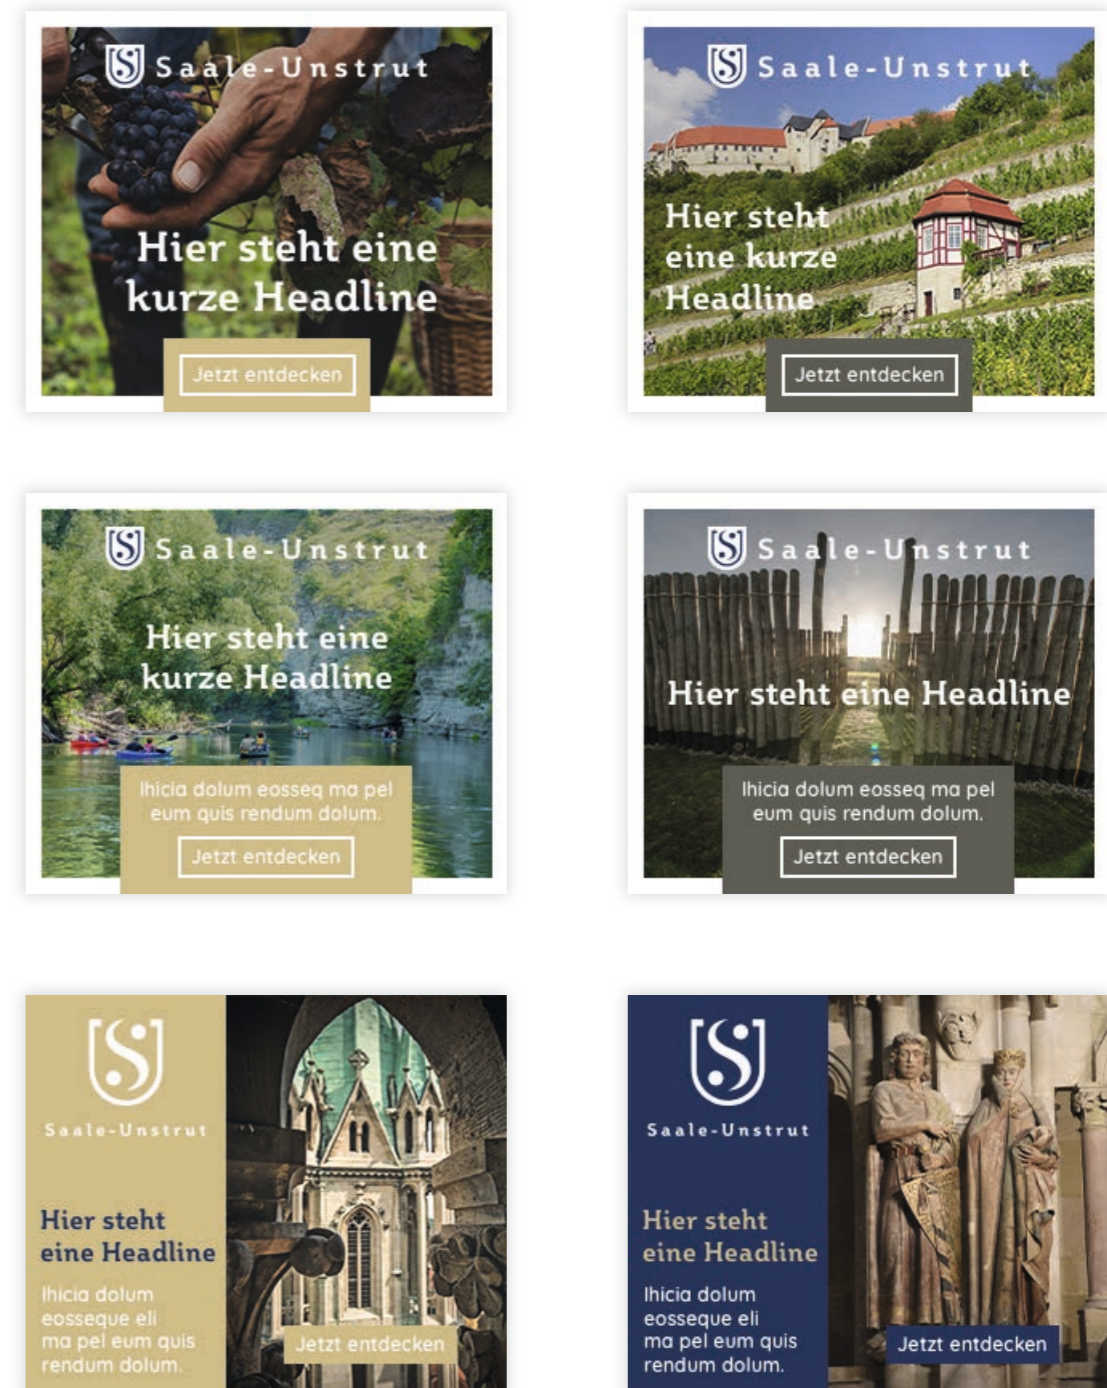 Saale-Unstrut
Hier steht eine
kurze Headline
Jetzt entdecken
Saale-Unstrut
Hier steht
eine kurze
Headline
Jetzt entdecken
Saale-Unstrut
Hier steht eine
kurze Headline
Ihicia dolum eosseq ma pel
eum quis rendum dolum.
Jetzt entdecken
Saale-Unstrut
Hier steht eine Headline
Ihicia dolum eosseq ma pel
eum quis rendum dolum.
Jetzt entdecken
Saale-Unstrut
Hier steht
eine Headline
Ihicia dolum
eosseque eli
ma pel eum quis
rendum dolum.
Jetzt entdecken
Saale-Unstrut
Hier steht
eine Headline
Ihicia dolum
eosseque eli
ma pel eum quis
rendum dolum.
Jetzt entdecken